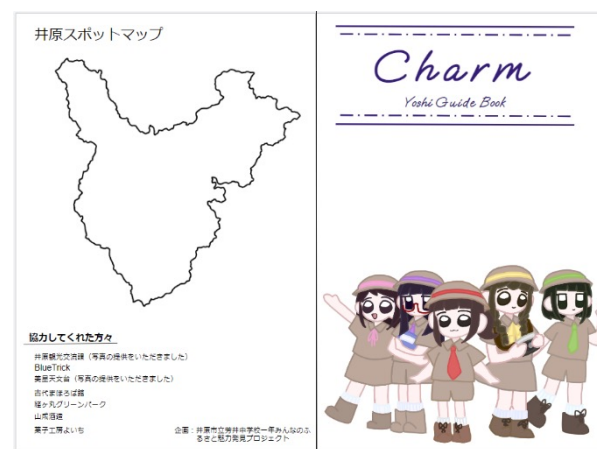 井原スポットマップ
協力してくれた方々
井原観光交流課（写真の提供をいただきました）
BlueTrick
美星天文台（写真の提供をいただきました）
古代まほろば館
経ヶ丸グリーンパーク
山成酒造
菓子工房よいち
企画：井原市立芳井中学校一年みんなのふ
るさと魅力発見プロジェクト
Charm
Yoshi Guide Book